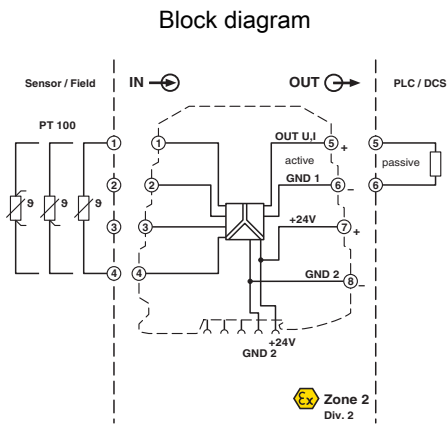 Block diagram
Sensor / Field
IN
OUT
PLC / DCS
PT 100
1
1
OUT U,I
5
+
5
active
passive
2
2
GND 1
6
–
6
ϑ
ϑ
ϑ
3
3
+24V
7
+
4
4
GND 2
8
–
+24V
GND 2
Ex
Zone 2
Div. 2